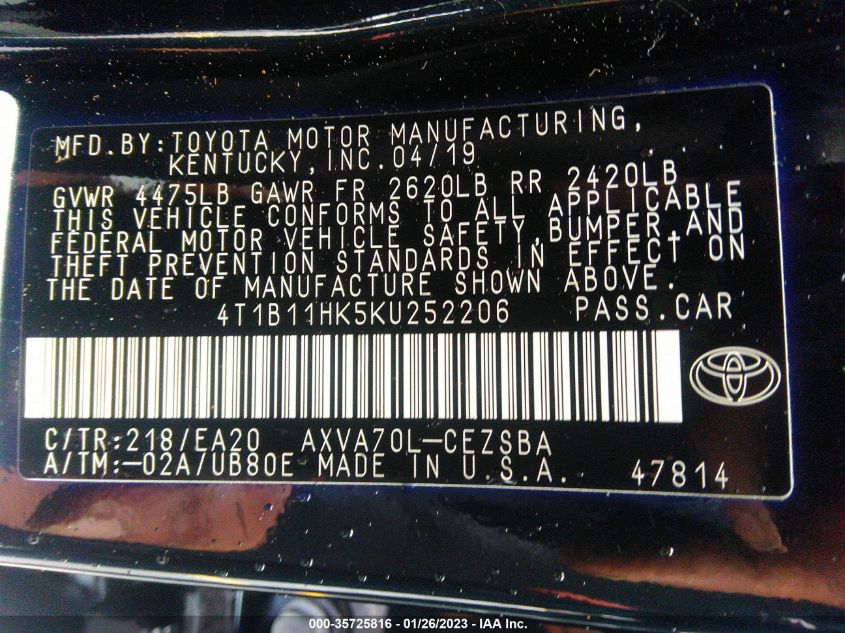 MFD.BY:TOYOTA MOTOR MANUFACTURING,
KENTUCKY,INC.04/19
GVWR 4475LB GAWR FR 2620LB RR 2420LB
THIS VEHICLE CONFORMS TO ALL APPLICABLE
FEDERAL MOTOR VEHICLE SAFETY,BUMPER,AND
THEFT PREVENTION STANDARDS IN EFFECT ON
THE DATE OF MANUFACTURE SHOWN ABOVE.
4T1B11HK5KU252206 PASS.CAR
C/TR:218/EA20 AXVA70L-CEZSBA
A/TM:-02A/UB80E MADE IN U.S.A. 47814
000-35725816 - 01/26/2023 - IAA Inc.